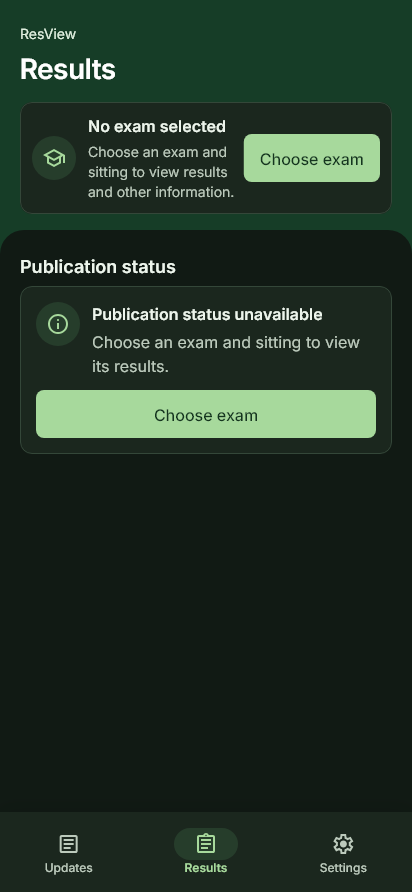 ResView
Results
No exam selected
Choose an exam and
sitting to view results
and other information.
Choose exam
Publication status
Publication status unavailable
Choose an exam and sitting to view
its results.
Choose exam
Updates
Results
Settings